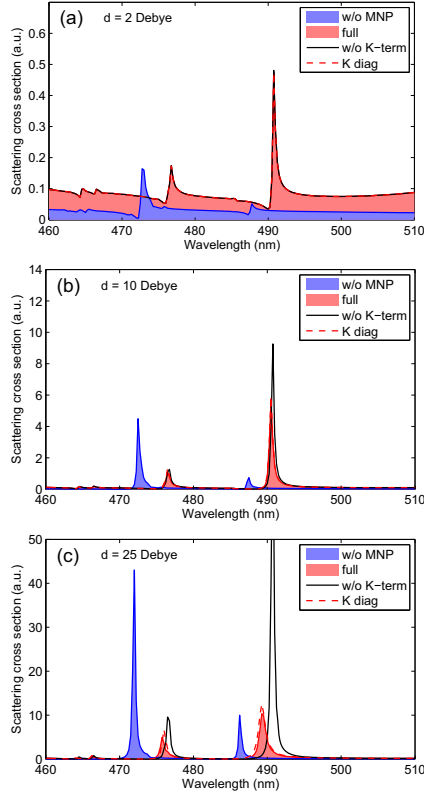 (a)
d = 2 Debye
w/o MNP
full
w/o K−term
K diag
Scattering cross section (a.u.)
0.6
0.5
0.4
0.3
0.2
0.1
0
460 470 480 490 500 510
Wavelength (nm)
(b)
d = 10 Debye
w/o MNP
full
w/o K−term
K diag
Scattering cross section (a.u.)
14
12
10
8
6
4
2
0
460 470 480 490 500 510
Wavelength (nm)
(c)
d = 25 Debye
w/o MNP
full
w/o K−term
K diag
Scattering cross section (a.u.)
50
40
30
20
10
0
460 470 480 490 500 510
Wavelength (nm)